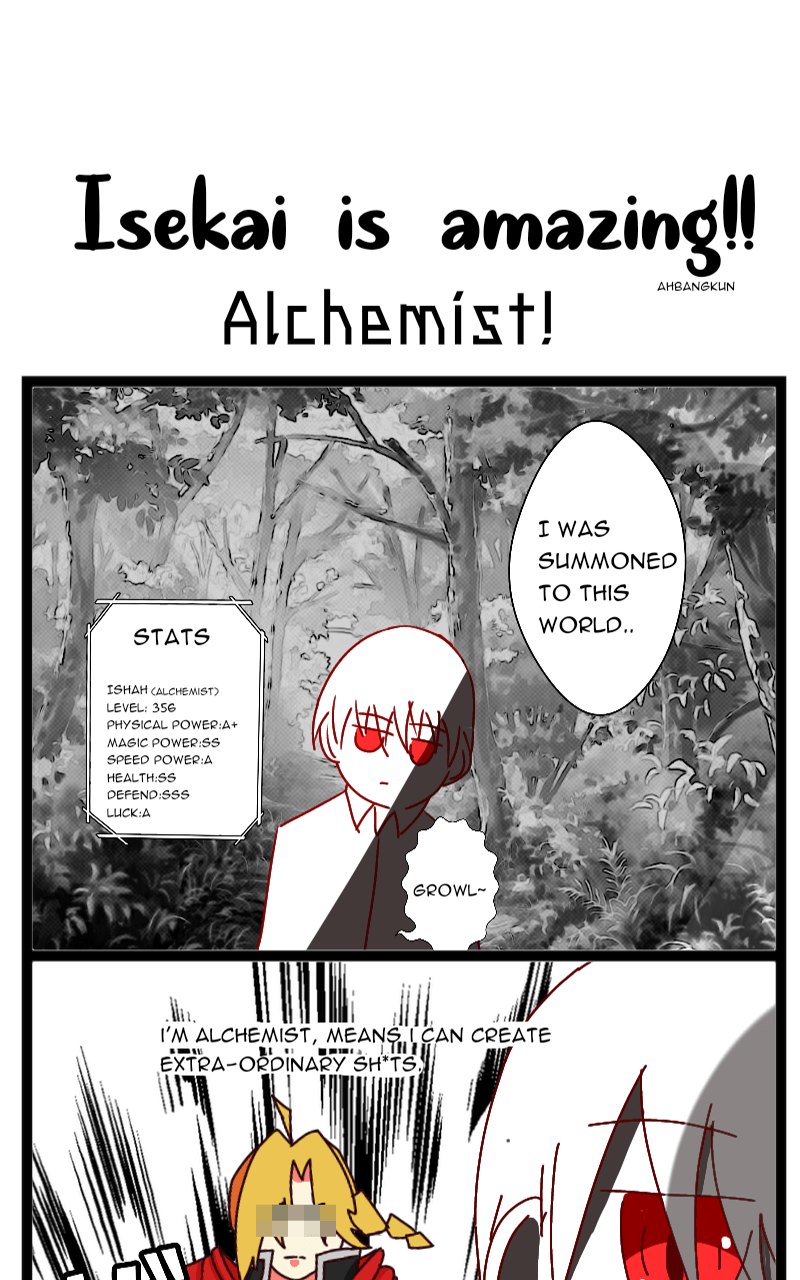 Isekai is amazing!!
AHBANGKUN
Alchemist!
I WAS
SUMMONED
TO THIS
WORLD..
STATS
ISHAH (ALCHEMIST)
LEVEL: 356
PHYSICAL POWER:A+
MAGIC POWER:SS
SPEED POWER:A
HEALTH:SS
DEFEND:SSS
LUCK:A
GROWL~
I'M ALCHEMIST, MEANS I CAN CREATE
EXTRA-ORDINARY SH*TS.